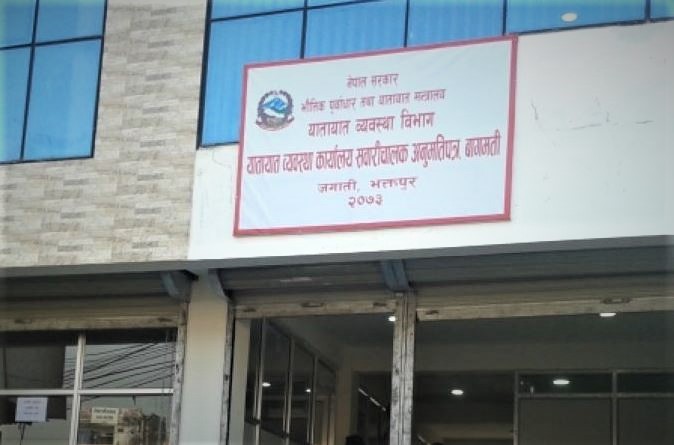 नेपाल सरकार
भौतिक पूर्वाधार तथा यातायात मन्त्रालय
यातायात व्यवस्था विभाग
यातायात व्यवस्था कार्यालय सवारीचालक अनुमतिपत्र, बागमती
जगाती, भक्तपुर
२०७३